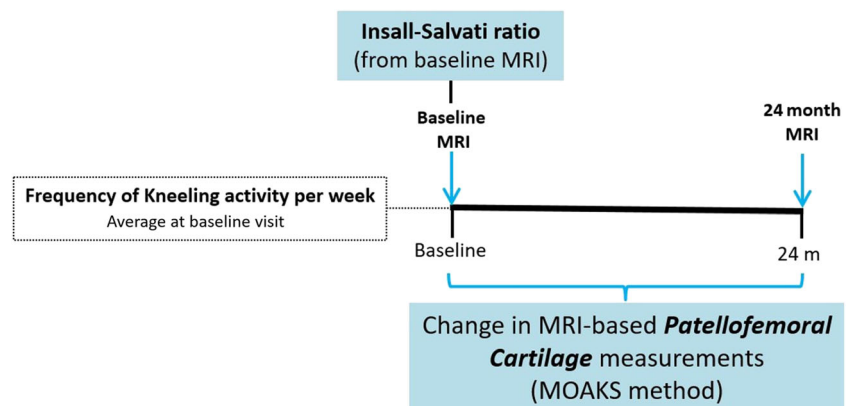 Insall-Salvati ratio
(from baseline MRI)
Baseline
MRI
24 month
MRI
Frequency of Kneeling activity per week
Average at baseline visit
Baseline
24 m
Change in MRI-based Patellofemoral
Cartilage measurements
(MOAKS method)